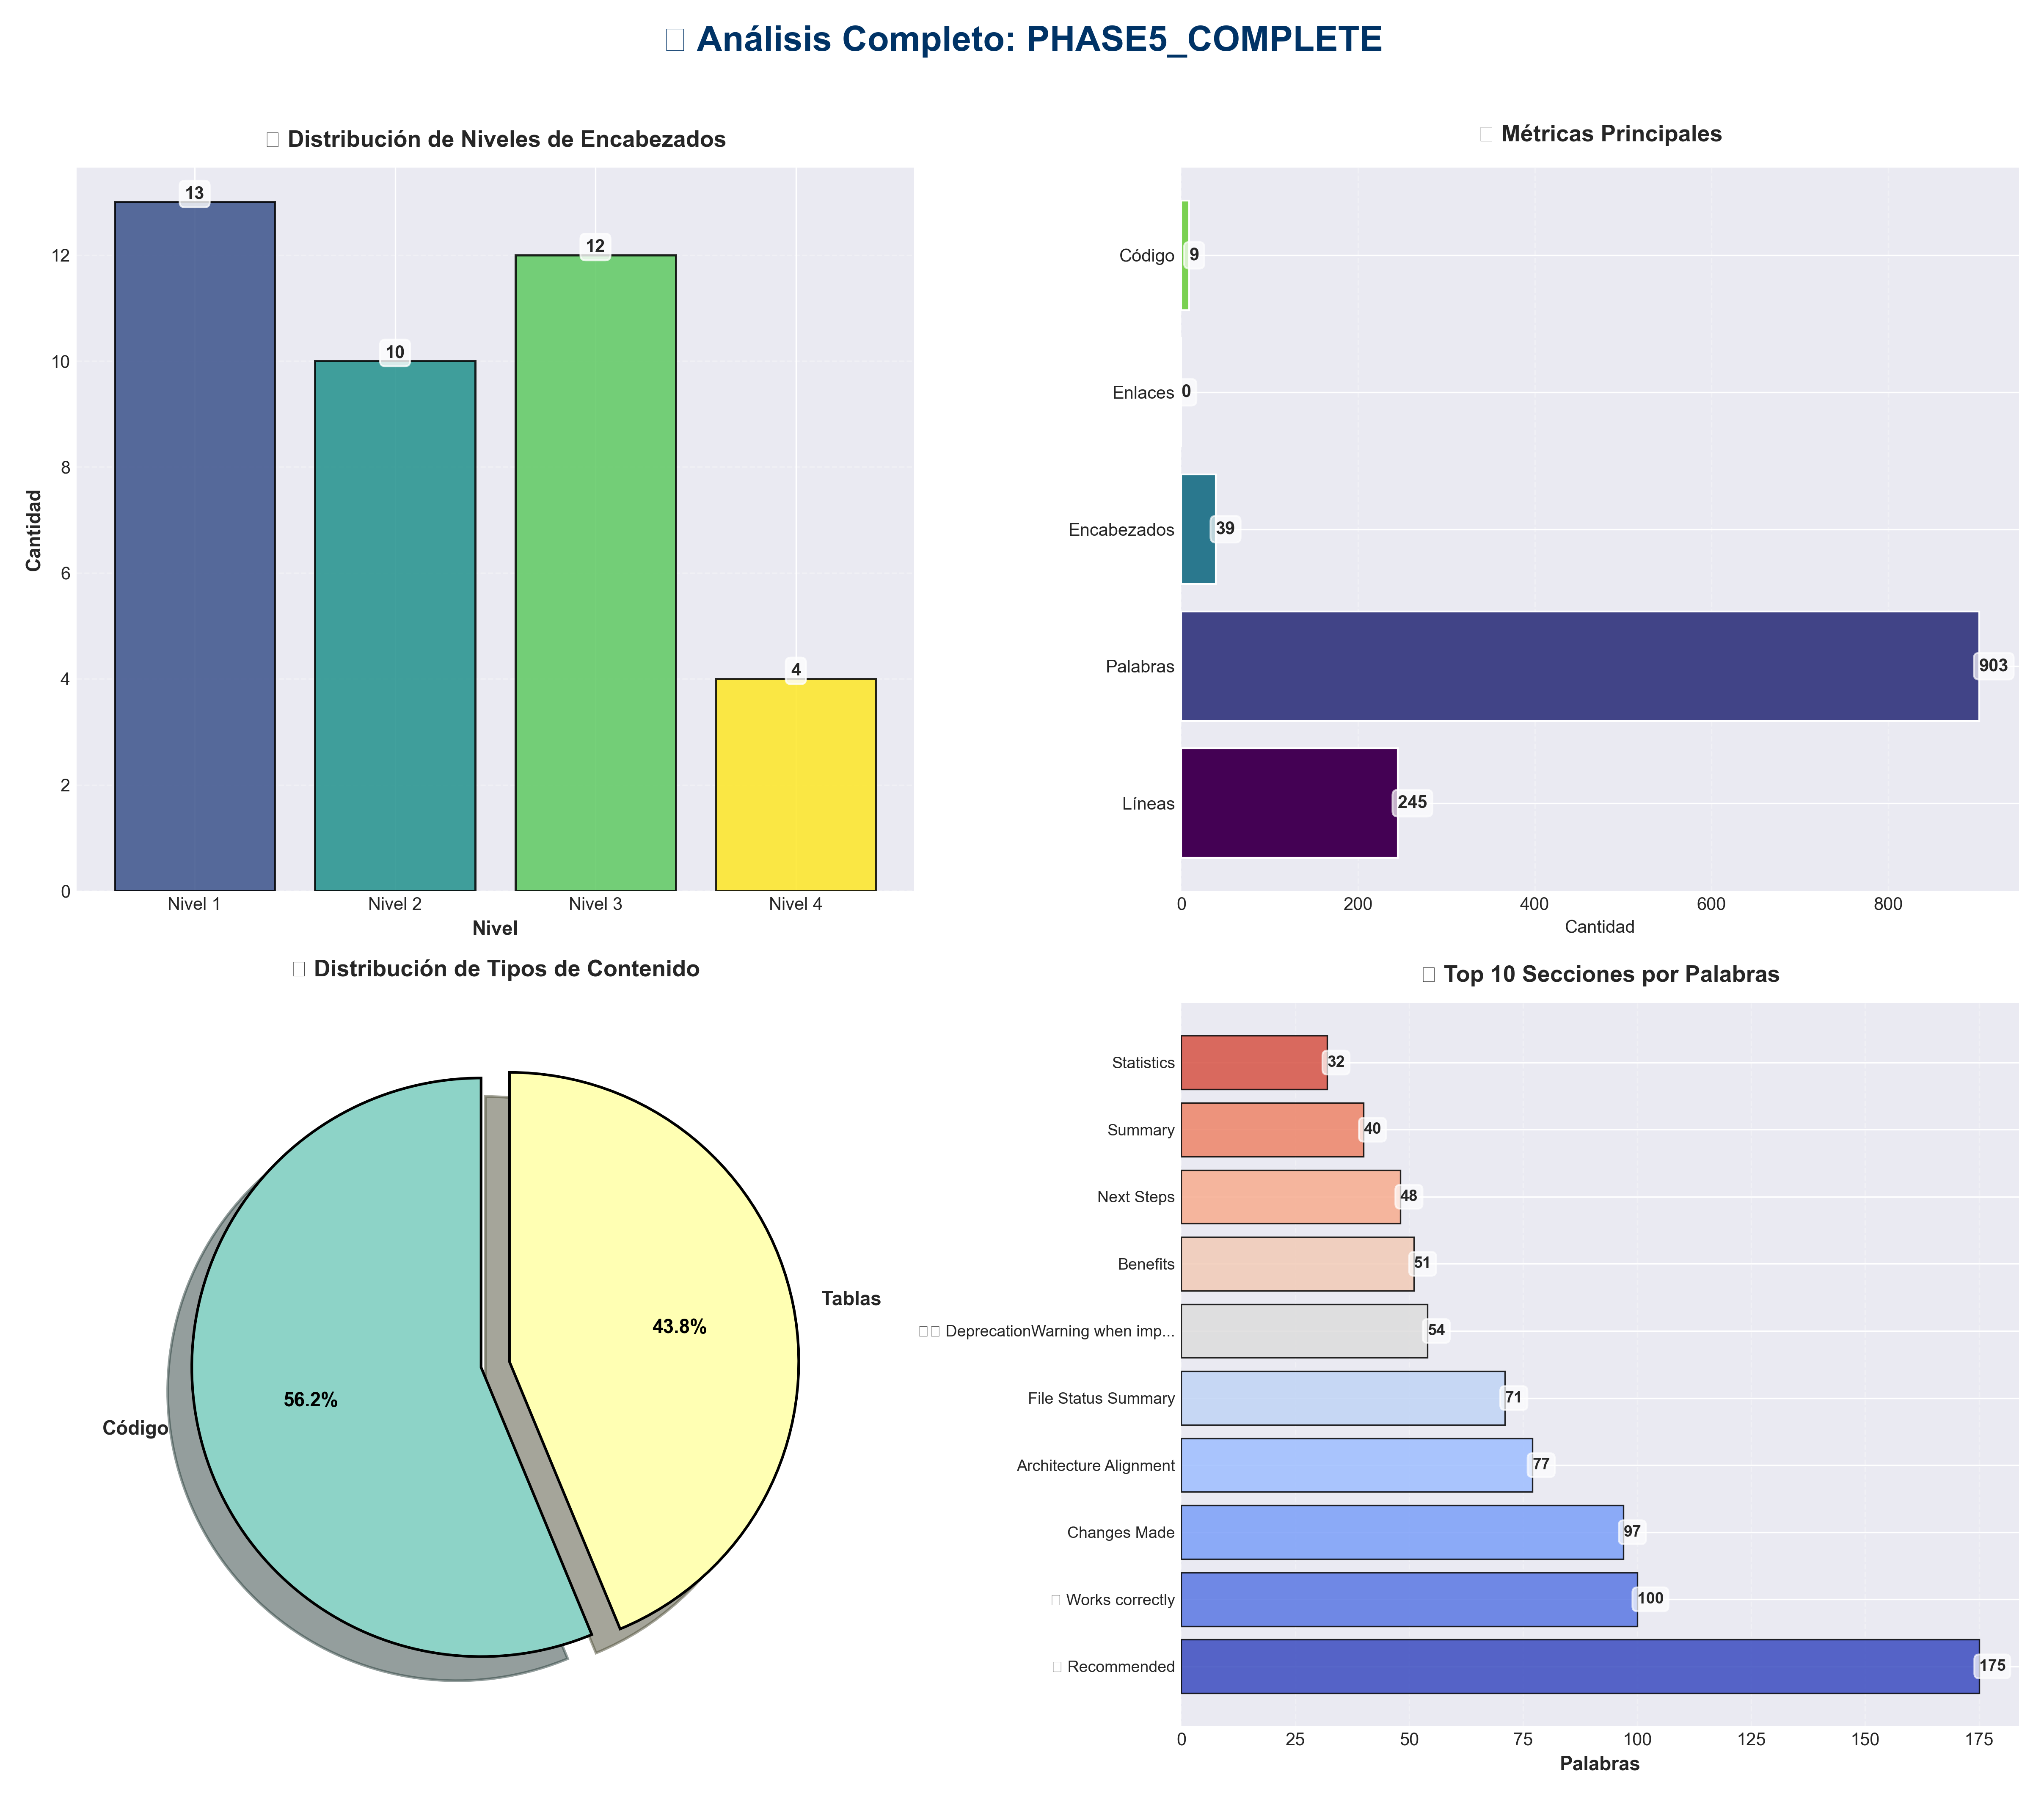 Análisis Completo: PHASE5_COMPLETE
Distribución de Niveles de Encabezados
Cantidad
12
10
8
6
4
2
0
13
10
12
4
Nivel 1
Nivel 2
Nivel 3
Nivel 4
Nivel
Métricas Principales
Código
9
Enlaces
0
Encabezados
39
Palabras
903
Líneas
245
0
200
400
600
800
Cantidad
Distribución de Tipos de Contenido
Código
56.2%
Tablas
43.8%
Top 10 Secciones por Palabras
Statistics
32
Summary
40
Next Steps
48
Benefits
51
DeprecationWarning when imp...
54
File Status Summary
71
Architecture Alignment
77
Changes Made
97
Works correctly
100
Recommended
175
0
25
50
75
100
125
150
175
Palabras